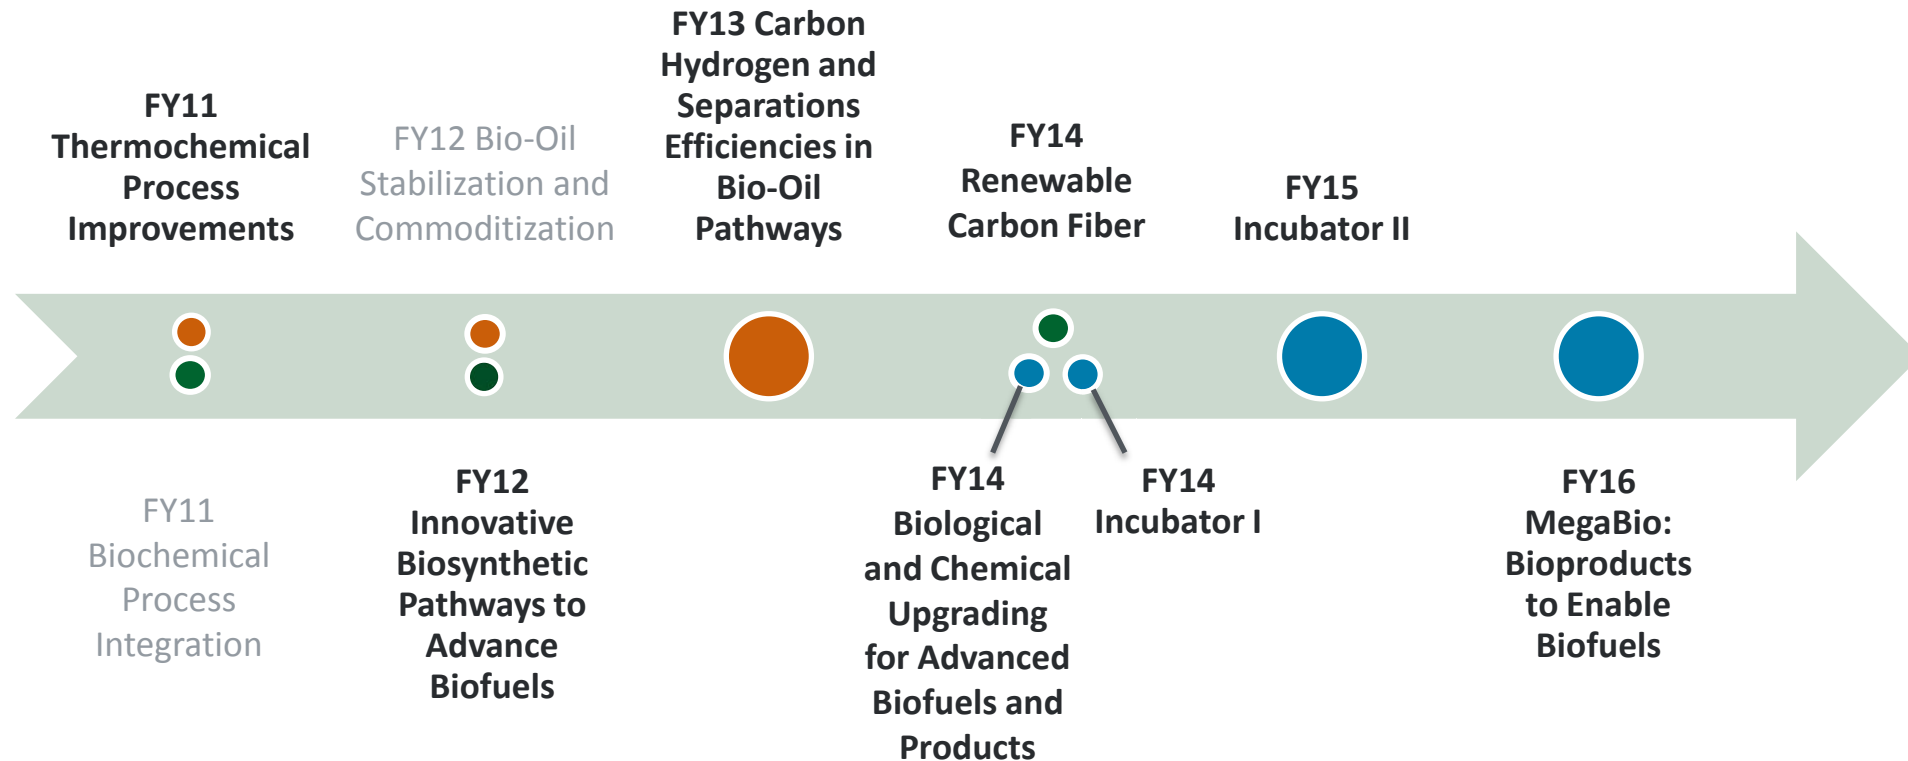 FY11
Thermochemical
Process
Improvements
FY12 Bio-Oil
Stabilization and
Commoditization
FY13 Carbon
Hydrogen and
Separations
Efficiencies in
Bio-Oil
Pathways
FY14
Renewable
Carbon Fiber
FY15
Incubator II
FY11
Biochemical
Process
Integration
FY12
Innovative
Biosynthetic
Pathways to
Advance
Biofuels
FY14
Biological
and Chemical
Upgrading
for Advanced
Biofuels and
Products
FY14
Incubator I
FY16
MegaBio:
Bioproducts
to Enable
Biofuels